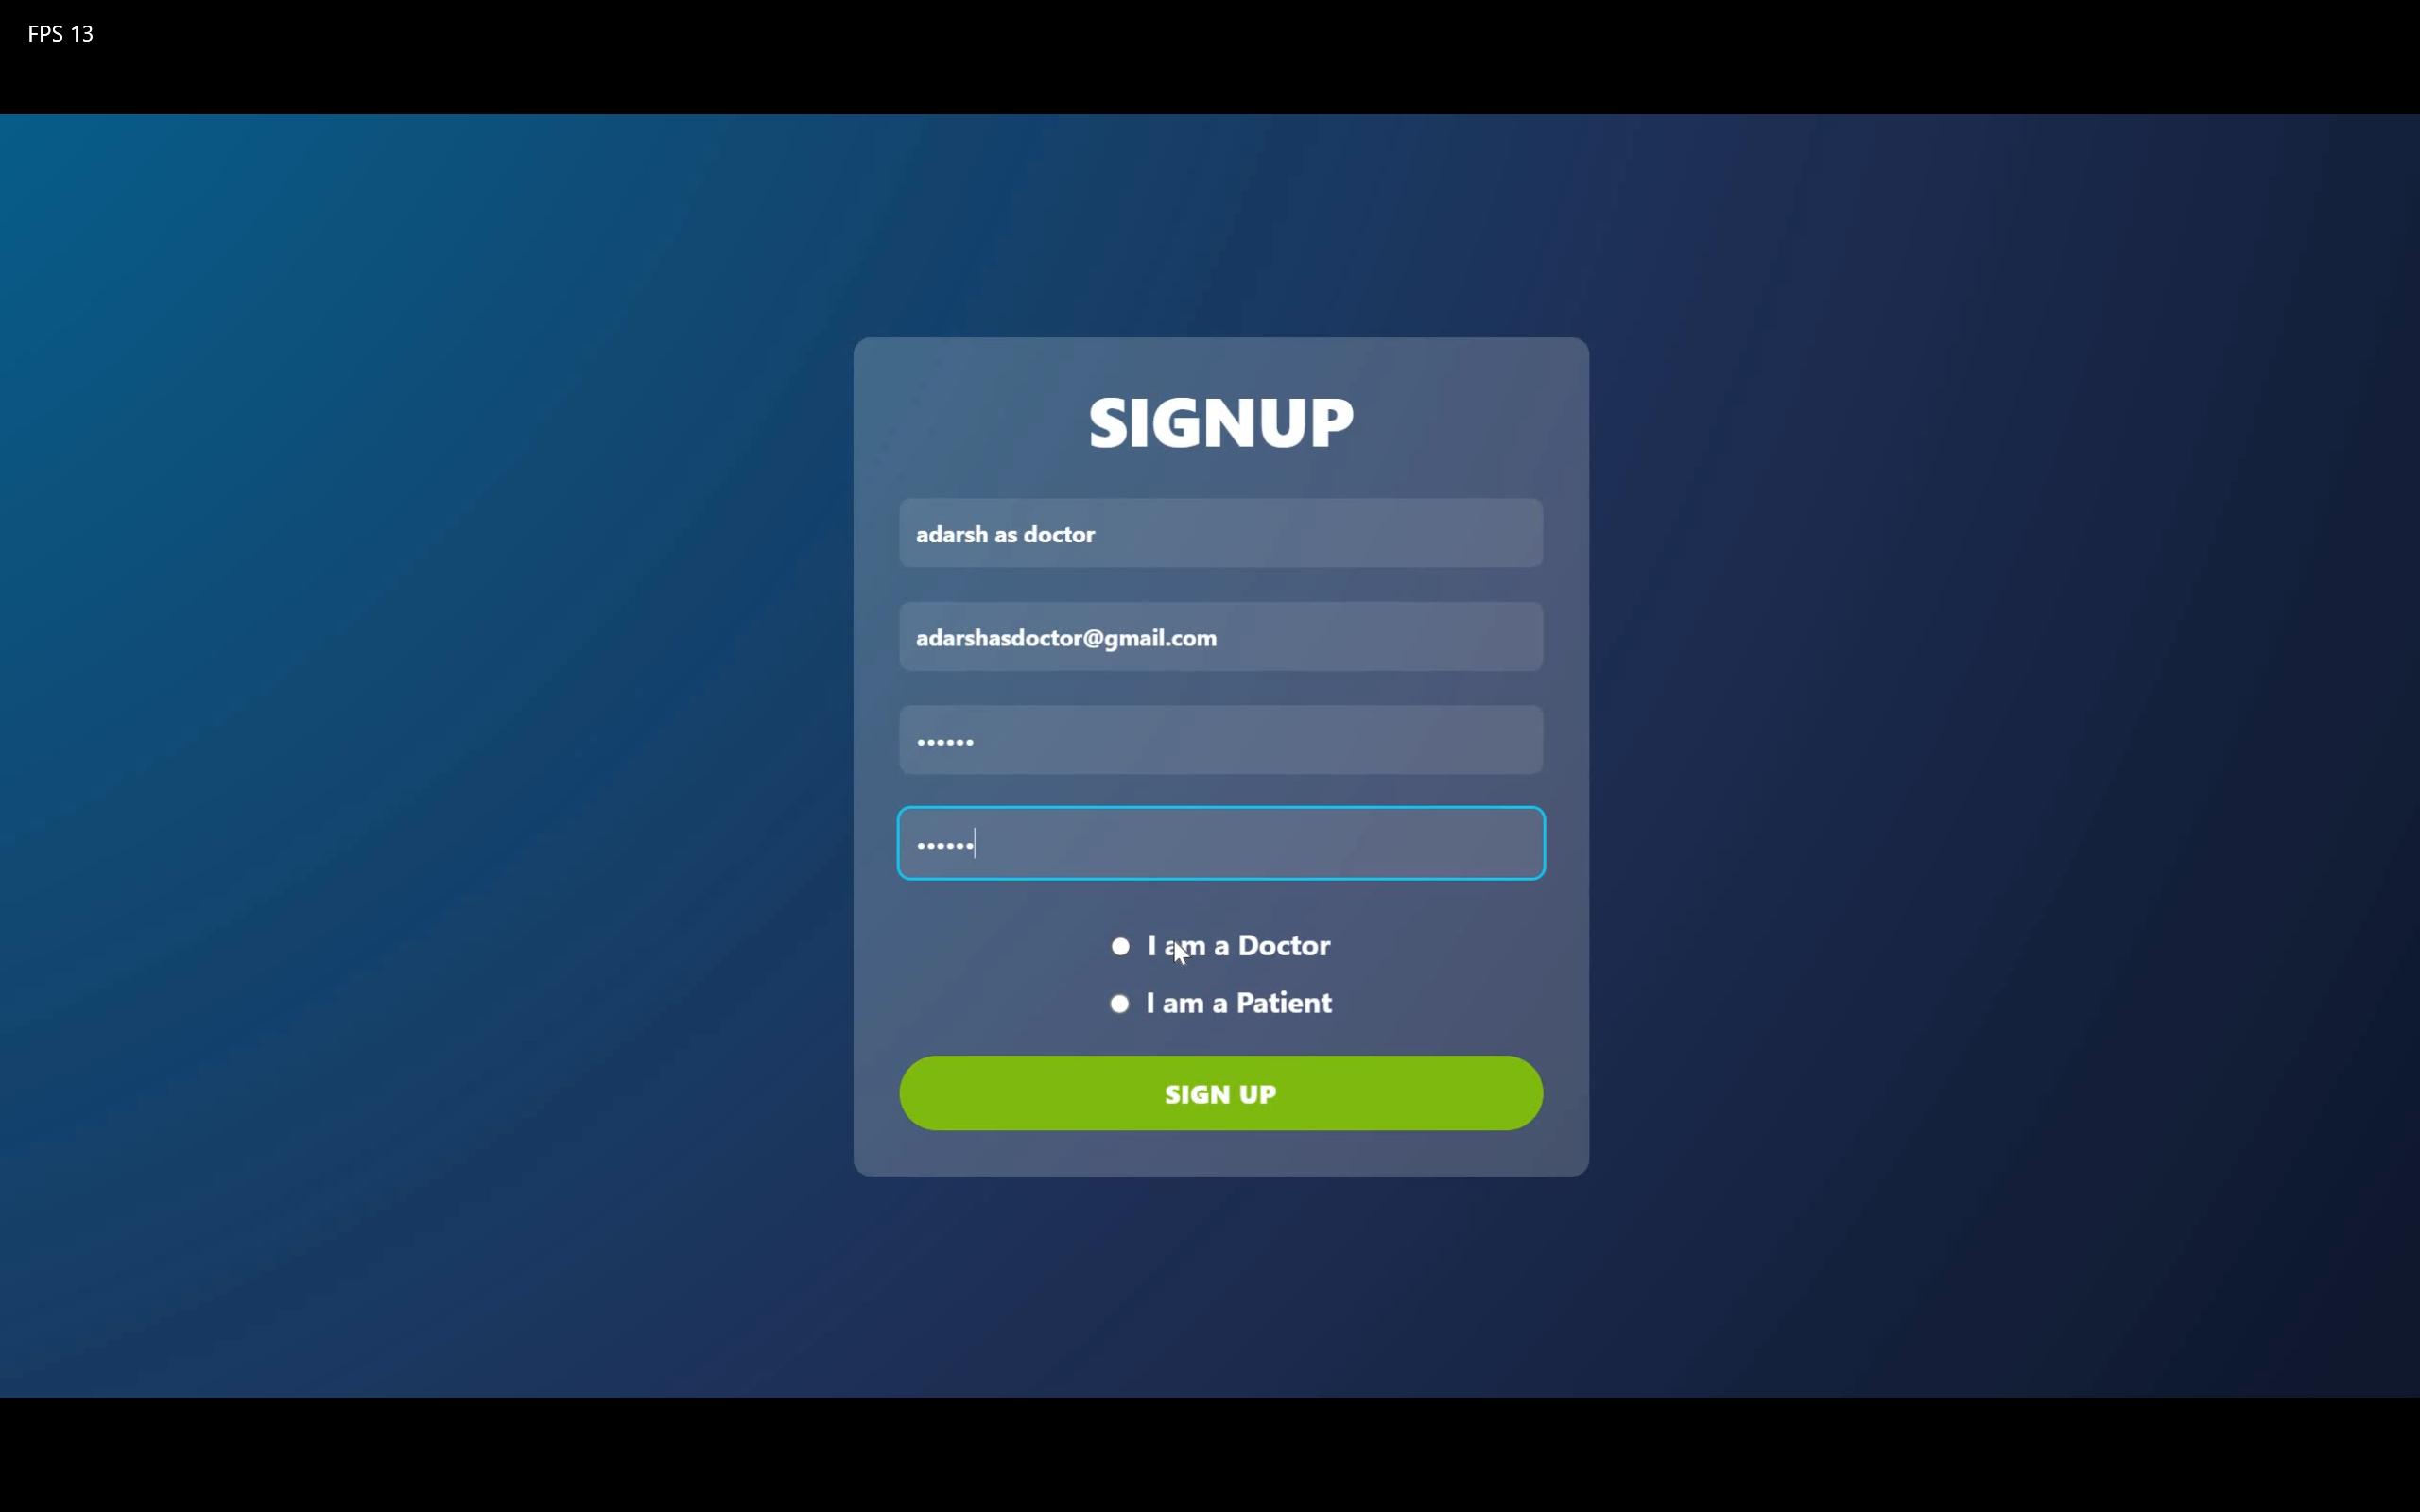 FPS 13
SIGNUP
adarsh as doctor
adarshasdoctor@gmail.com
••••••
••••••
I am a Doctor
I am a Patient
SIGN UP